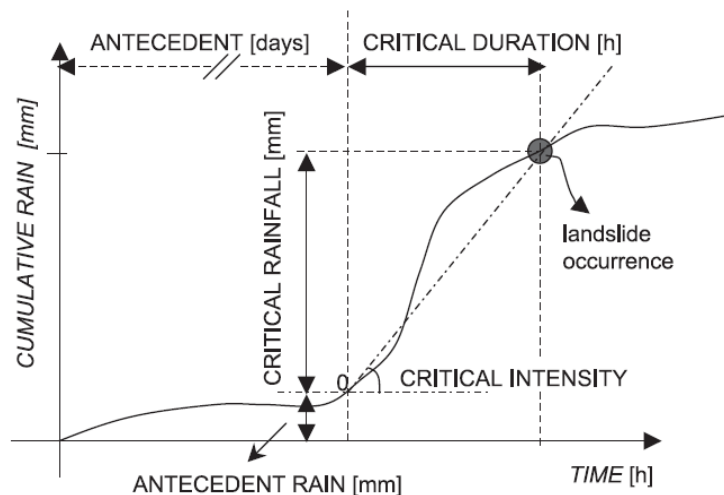 ANTECEDENT [days]
CRITICAL DURATION [h]
CUMULATIVE RAIN [mm]
CRITICAL RAINFALL [mm]
landslide
occurrence
0
CRITICAL INTENSITY
ANTECEDENT RAIN [mm]
TIME [h]